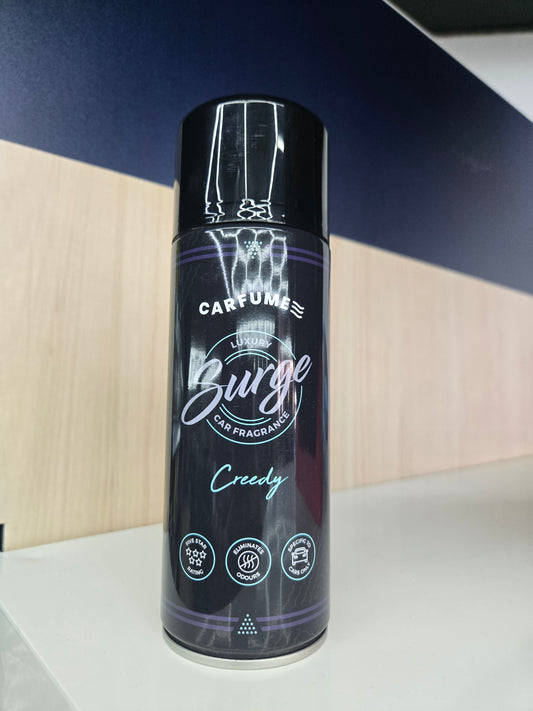 CARFUME
LUXURY
Surge
CAR FRAGRANCE
Creedy
FIVE STAR
RATING
ELIMINATES
ODOURS
SPECIFIC TO
CARS ONLY